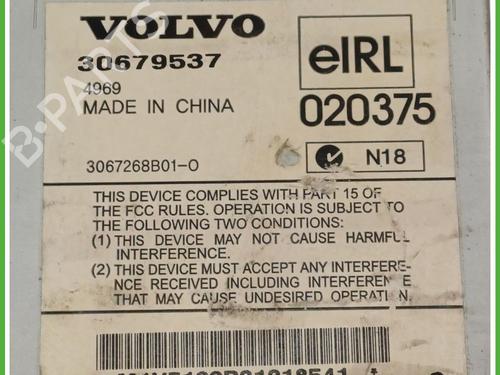 VOLVO
30679537
4969
MADE IN CHINA
3067268B01-O
eIRL
020375
N18
THIS DEVICE COMPLIES WITH PART 15 OF
THE FCC RULES. OPERATION IS SUBJECT TO
THE FOLLOWING TWO CONDITIONS:
(1) THIS DEVICE MAY NOT CAUSE HARMFUL
INTERFERENCE.
(2) THIS DEVICE MUST ACCEPT ANY INTERFERE-
NCE RECEIVED INCLUDING INTERFERENCE
THAT MAY CAUSE UNDESIRED OPERATION.
B-PARTS